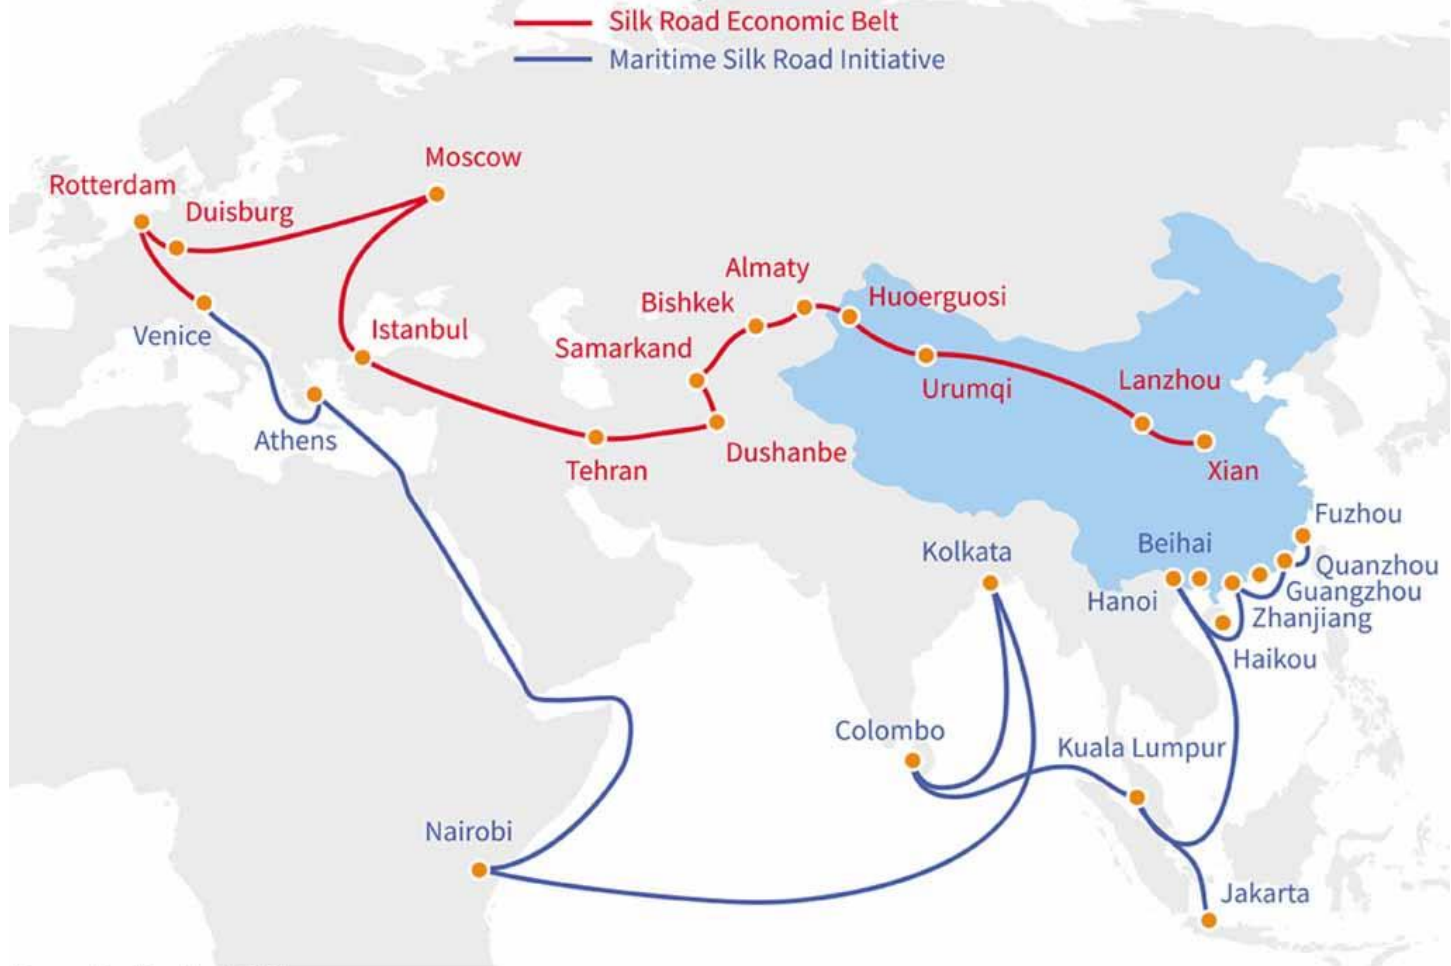 Silk Road Economic Belt
Maritime Silk Road Initiative
Moscow
Rotterdam
Duisburg
Almaty
Huoerguosi
Bishkek
Istanbul
Venice
Samarkand
Lanzhou
Urumqi
Athens
Dushanbe
Tehran
Xian
Fuzhou
Beihai
Kolkata
Quanzhou
Guangzhou
Hanoi
Zhanjiang
Haikou
Colombo
Kuala Lumpur
Nairobi
Jakarta